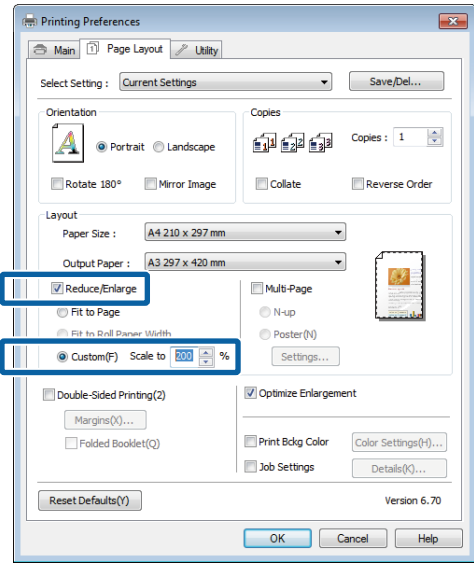 Printing Preferences
Main Page Layout Utility
Select Setting : Current Settings Save/Del...
Orientation Copies
Portrait Landscape Copies : 1
Rotate 180° Mirror Image Collate Reverse Order
Layout
Paper Size : A4 210 x 297 mm
Output Paper : A3 297 x 420 mm
Reduce/Enlarge Multi-Page
Fit to Page N-up
Fit to Roll Paper Width Poster(N)
Custom(F) Scale to 200 % Settings...
Double-Sided Printing(2) Optimize Enlargement
Margins(X)...
Folded Booklet(Q) Print Bckg Color Color Settings(H)...
Job Settings Details(K)...
Reset Defaults(Y) Version 6.70
OK Cancel Help